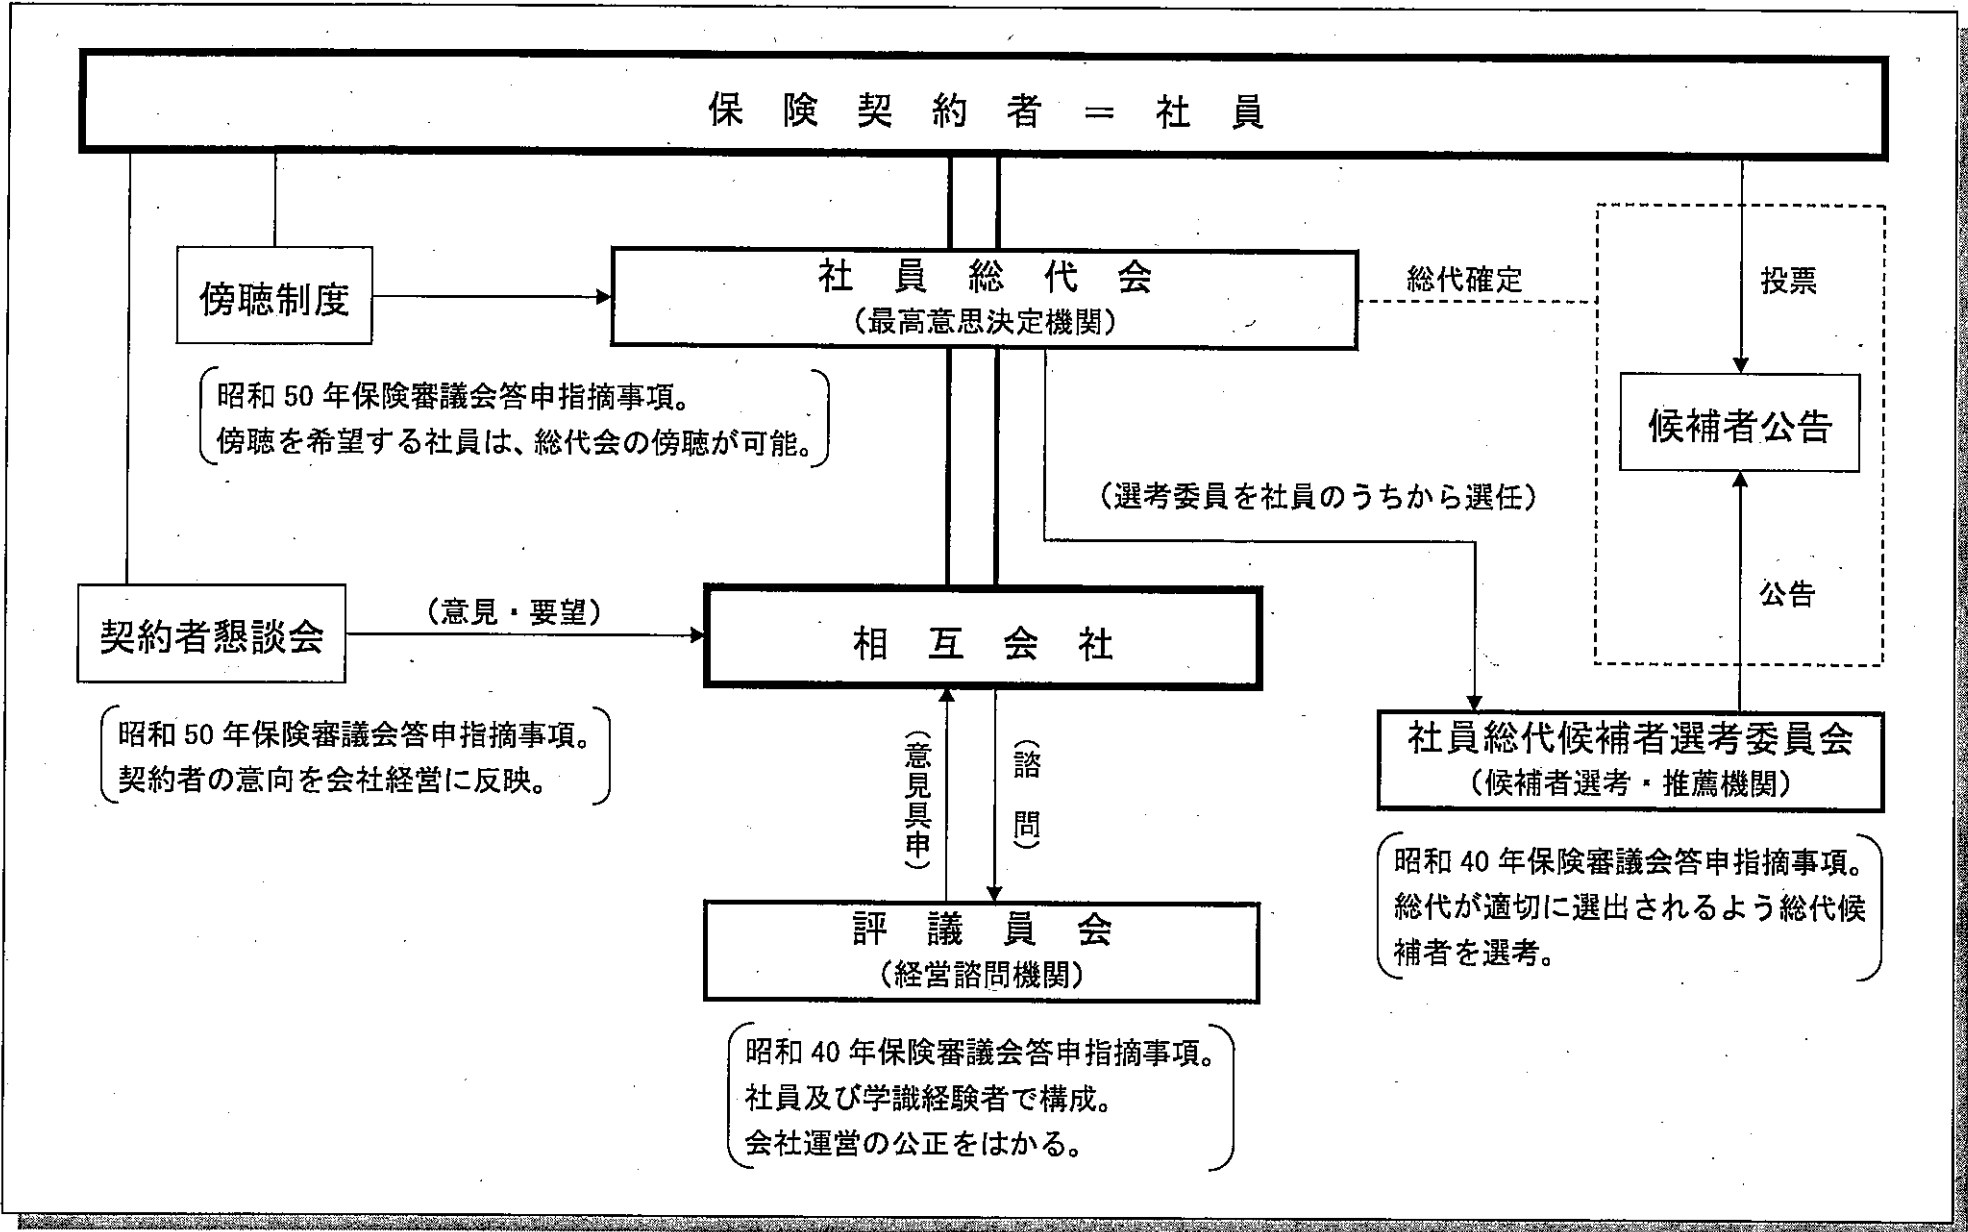 保険契約者＝社員
傍聴制度
社員総代会
（最高意思決定機関）
総代確定
投票
昭和 50 年保険審議会答申指摘事項。
傍聴を希望する社員は、総代会の傍聴が可能。
候補者公告
（選考委員を社員のうちから選任）
公告
契約者懇談会
（意見・要望）
相互会社
昭和 50 年保険審議会答申指摘事項。
契約者の意向を会社経営に反映。
（意見具申）
（諮問）
社員総代候補者選考委員会
（候補者選考・推薦機関）
昭和 40 年保険審議会答申指摘事項。
総代が適切に選出されるよう総代候
補者を選考。
評議員会
（経営諮問機関）
昭和 40 年保険審議会答申指摘事項。
社員及び学識経験者で構成。
会社運営の公正をはかる。